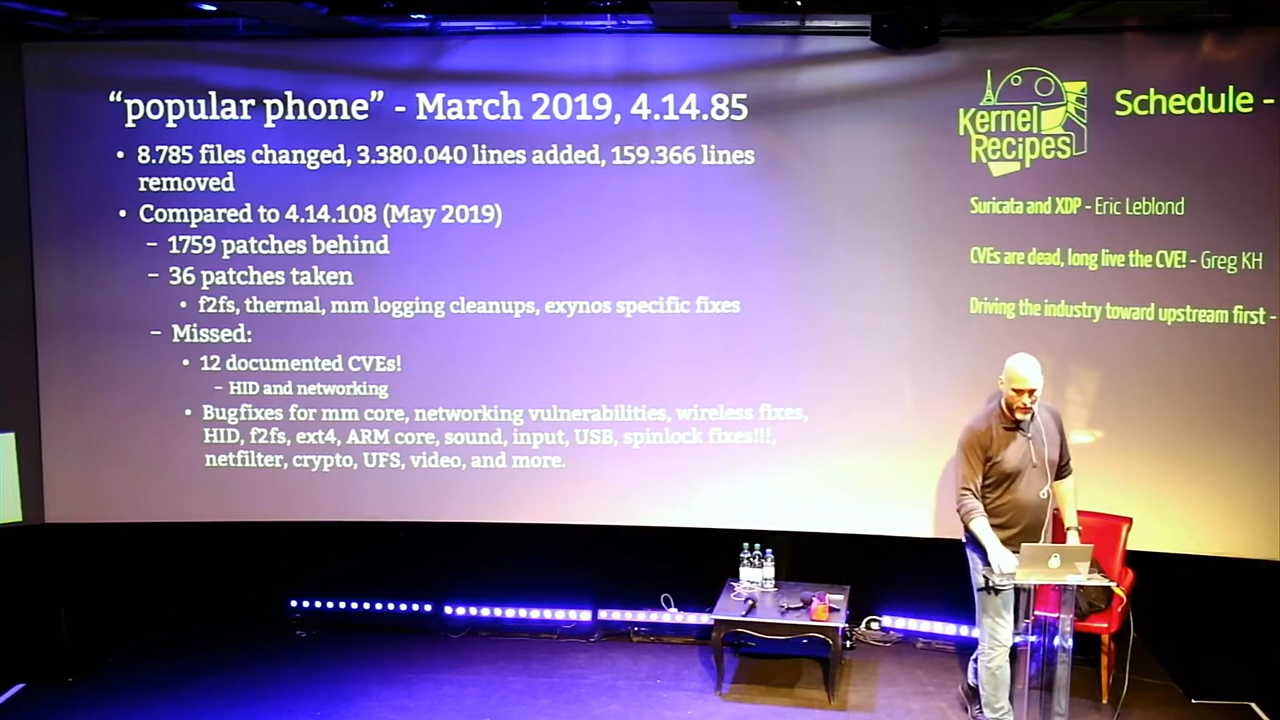 “popular phone” - March 2019, 4.14.85
• 8.785 files changed, 3.380.040 lines added, 159.366 lines
removed
• Compared to 4.14.108 (May 2019)
– 1759 patches behind
– 36 patches taken
• f2fs, thermal, mm logging cleanups, exynos specific fixes
– Missed:
• 12 documented CVEs!
– HID and networking
• Bugfixes for mm core, networking vulnerabilities, wireless fixes,
HID, f2fs, ext4, ARM core, sound, input, USB, spinlock fixes!!!,
netfilter, crypto, UFS, video, and more.
Kernel
Recipes
Schedule -
Suricata and XDP - Eric Leblond
CVEs are dead, long live the CVE! - Greg KH
Driving the industry toward upstream first -